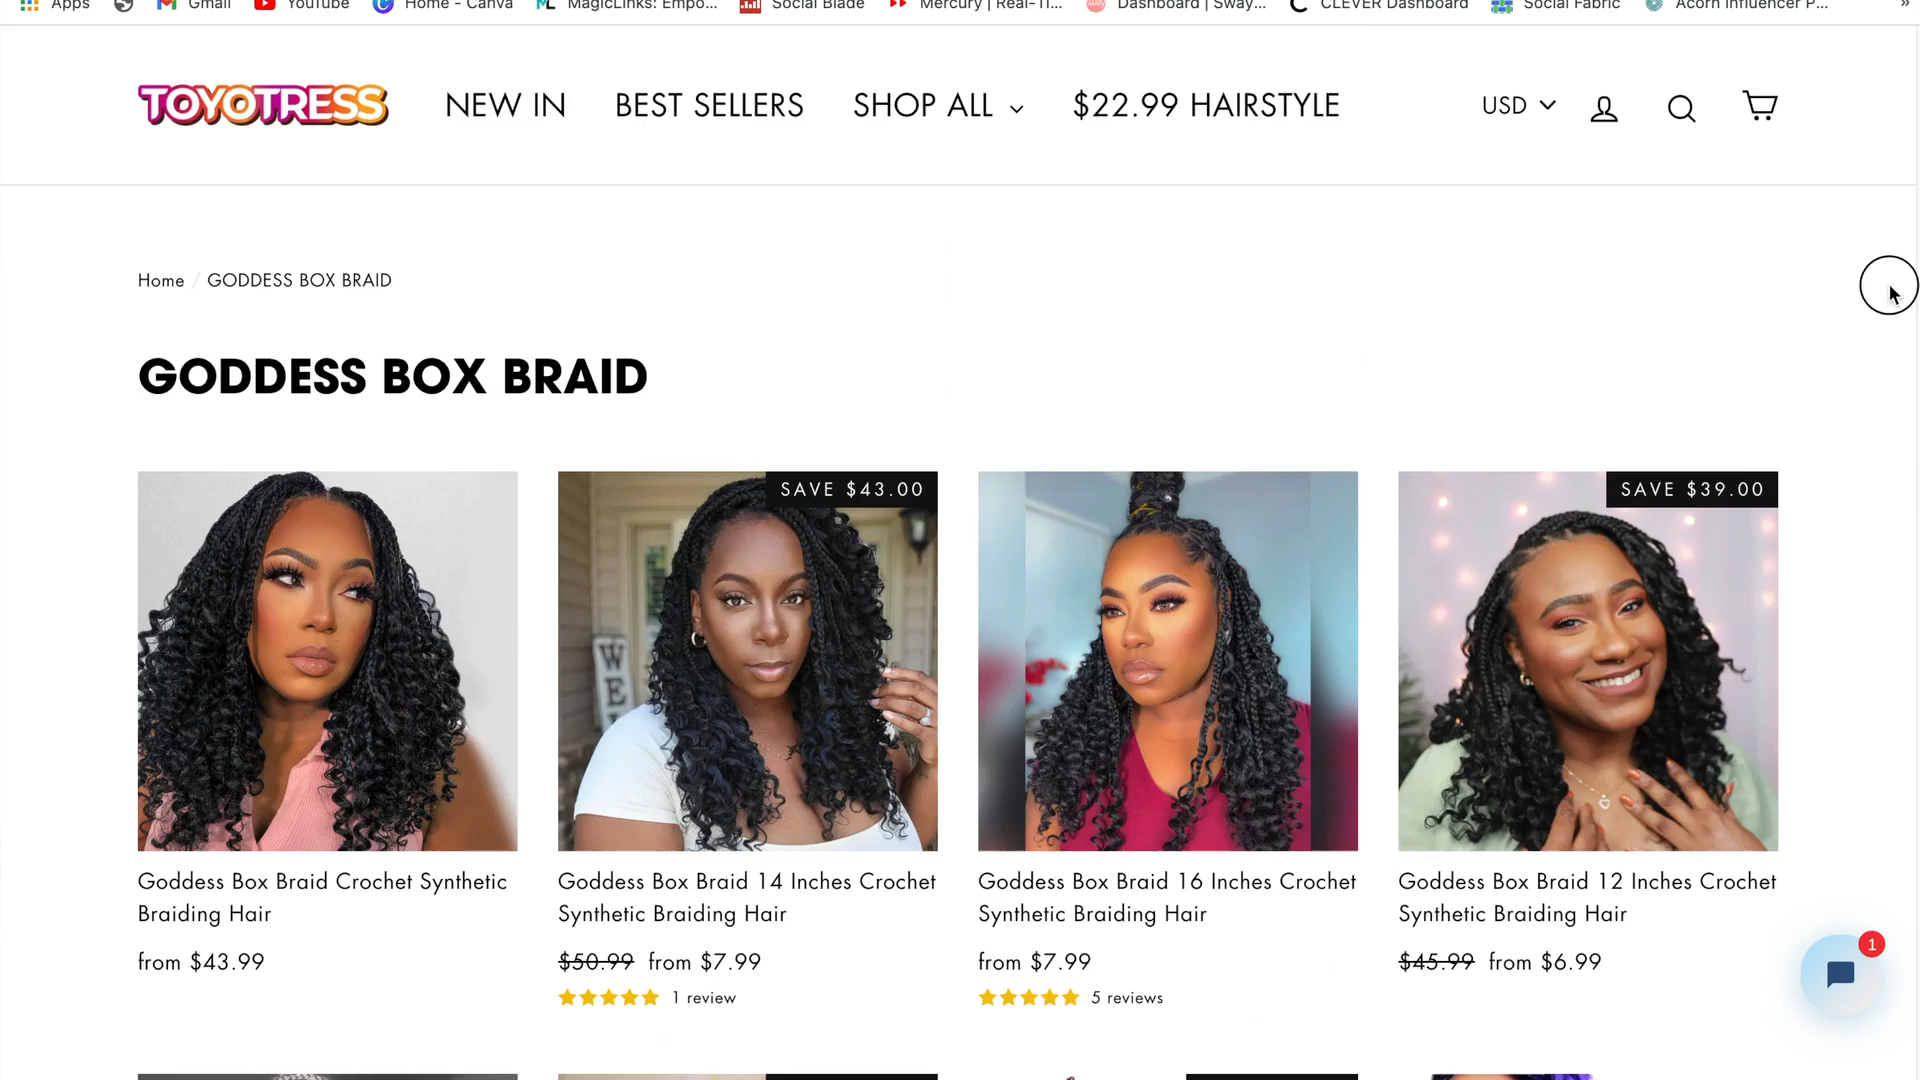 Apps Gmail YouTube Home - Canva MagicLinks: Empo... Social Blade Mercury | Real-Ti... Dashboard | Sway... CLEVER Dashboard Social Fabric Acorn Influencer P... »
TOYOTRESS NEW IN BEST SELLERS SHOP ALL $22.99 HAIRSTYLE USD
Home / GODDESS BOX BRAID
GODDESS BOX BRAID
SAVE $43.00
SAVE $39.00
WE
Goddess Box Braid Crochet Synthetic
Braiding Hair
from $43.99
Goddess Box Braid 14 Inches Crochet
Synthetic Braiding Hair
$50.99 from $7.99
1 review
Goddess Box Braid 16 Inches Crochet
Synthetic Braiding Hair
from $7.99
5 reviews
Goddess Box Braid 12 Inches Crochet
Synthetic Braiding Hair
$45.99 from $6.99
1